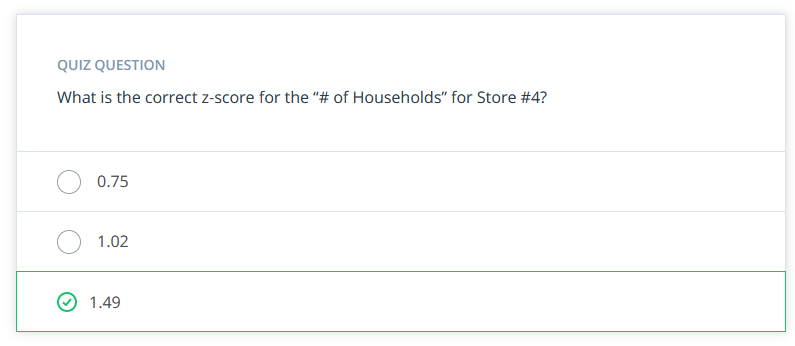 QUIZ QUESTION
What is the correct z-score for the “# of Households” for Store #4?
0.75
1.02
1.49